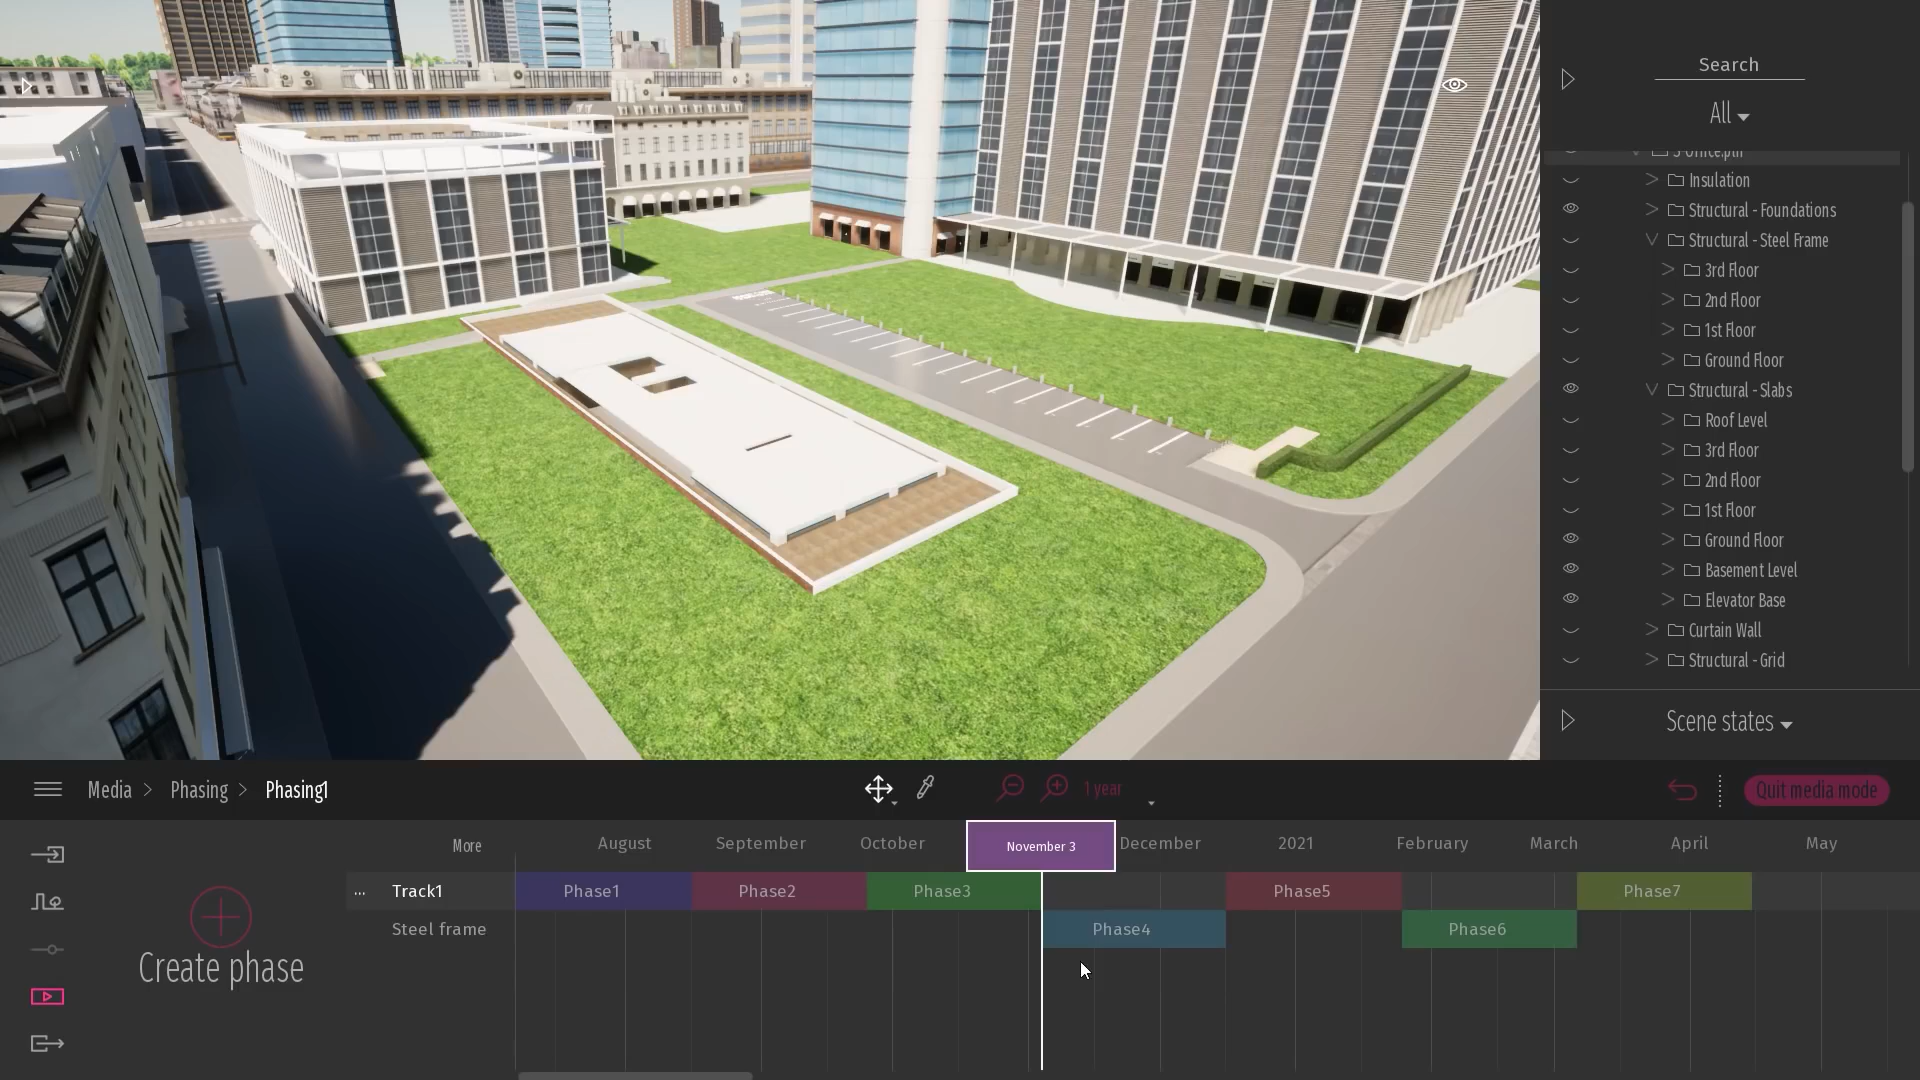 Search
All
3-Office.pln
Insulation
Structural - Foundations
Structural - Steel Frame
3rd Floor
2nd Floor
1st Floor
Ground Floor
Structural - Slabs
Roof Level
3rd Floor
2nd Floor
1st Floor
Ground Floor
Basement Level
Elevator Base
Curtain Wall
Structural - Grid
Scene states
Media > Phasing > Phasing1
1 year
Quit media mode
More
August September October November 3 December 2021 February March April May
... Track1 Phase1 Phase2 Phase3 Phase5 Phase7
Steel frame Phase4 Phase6
Create phase